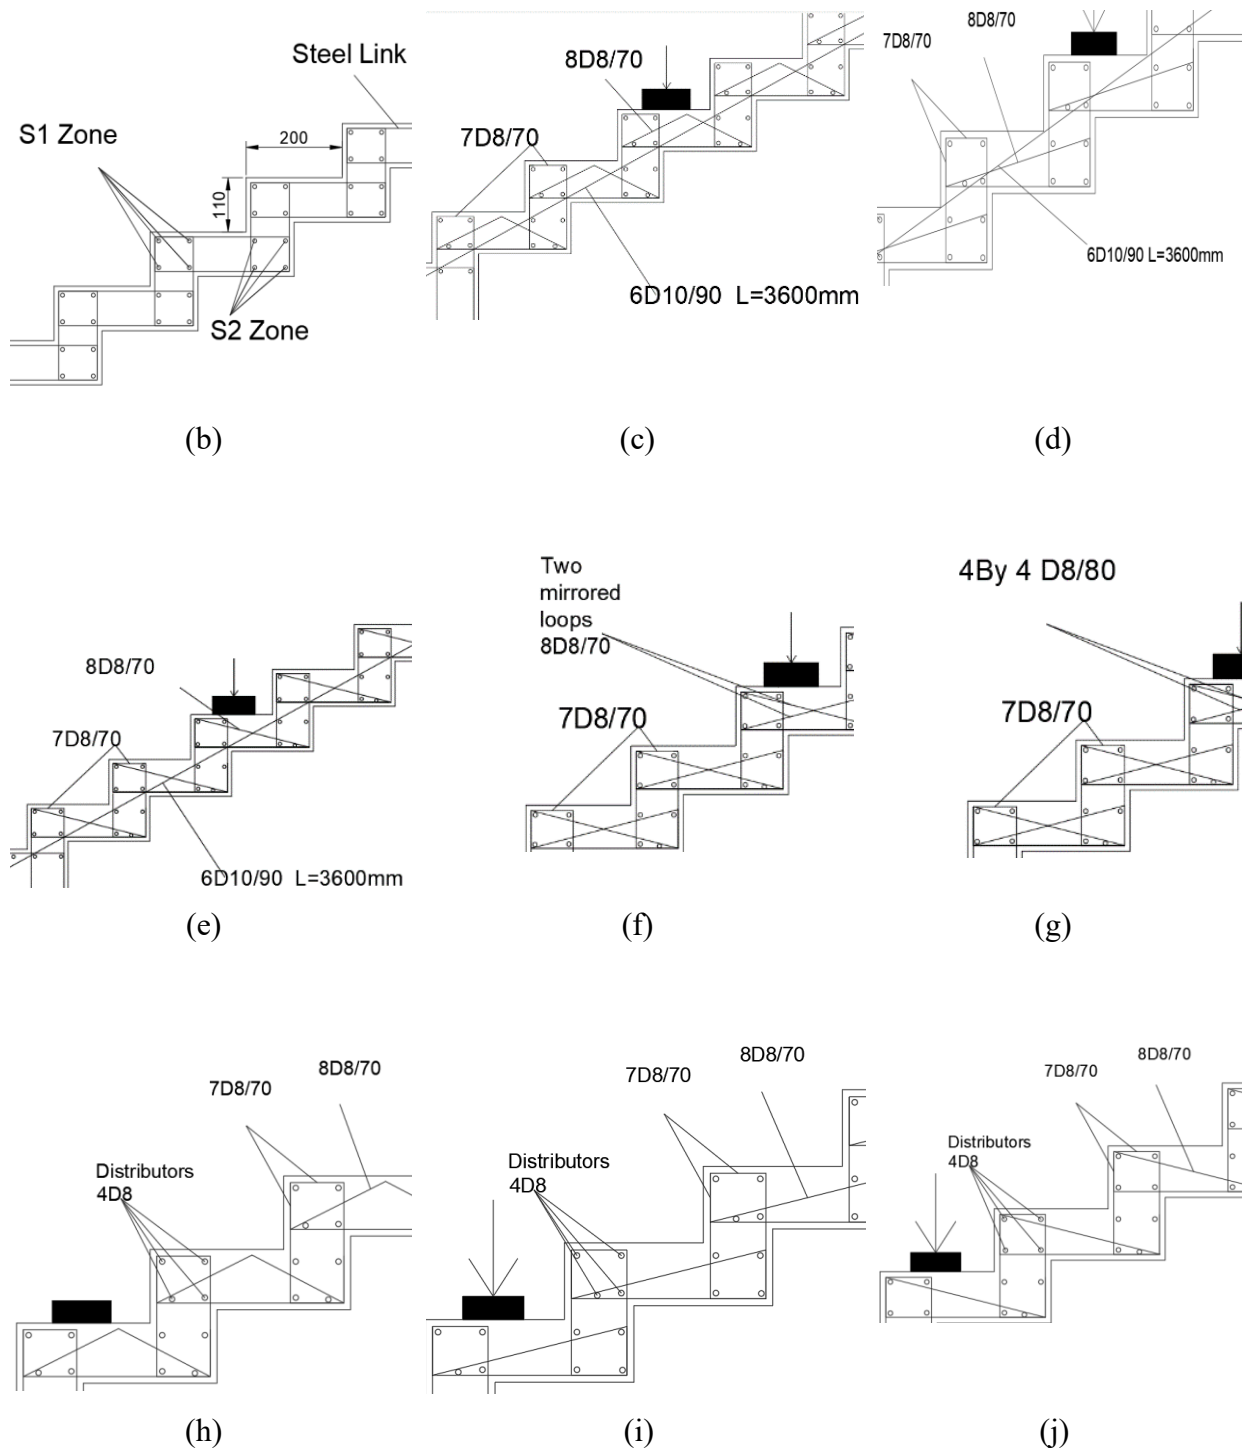 Steel Link
S1 Zone
200
110
S2 Zone
(b)
8D8/70
7D8/70
6D10/90 L=3600mm
(c)
8D8/70
7D8/70
6D10/90 L=3600mm
(d)
8D8/70
7D8/70
6D10/90 L=3600mm
(e)
Two
mirrored
loops
8D8/70
7D8/70
(f)
4By 4 D8/80
7D8/70
(g)
8D8/70
7D8/70
Distributors
4D8
(h)
8D8/70
7D8/70
Distributors
4D8
(i)
8D8/70
7D8/70
Distributors
4D8
(j)